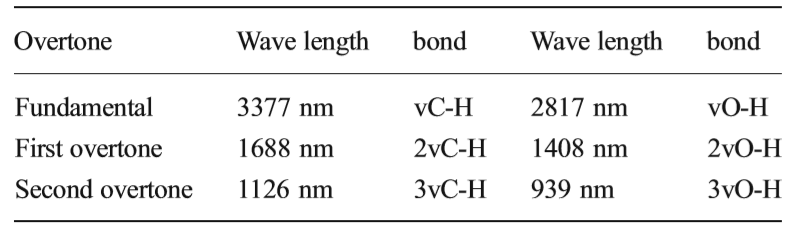 Overtone Wave length bond Wave length bond
Fundamental 3377 nm vC-H 2817 nm vO-H
First overtone 1688 nm 2vC-H 1408 nm 2vO-H
Second overtone 1126 nm 3vC-H 939 nm 3vO-H